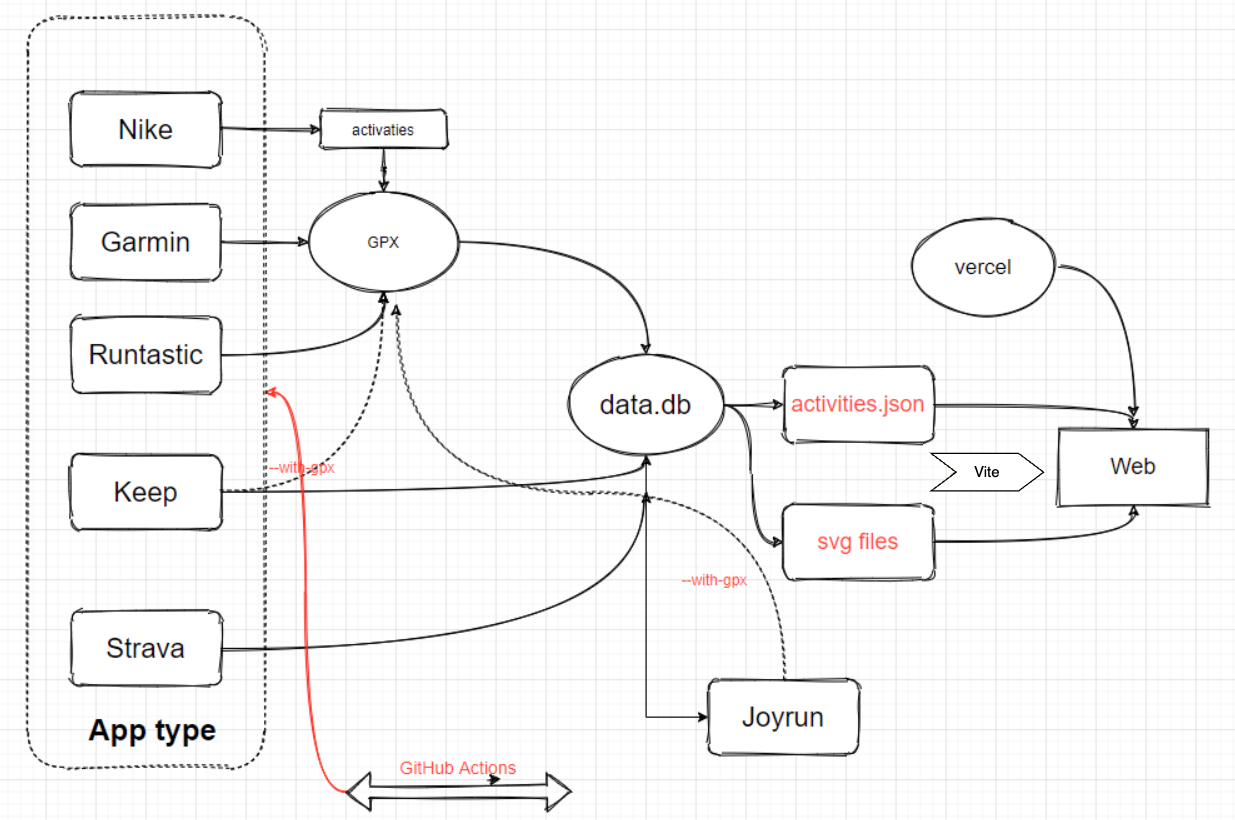 Nike
activaties
Garmin
GPX
vercel
Runtastic
data.db
activities.json
--with-gpx
Vite
Web
Keep
svg files
--with-gpx
Strava
Joyrun
App type
GitHub Actions